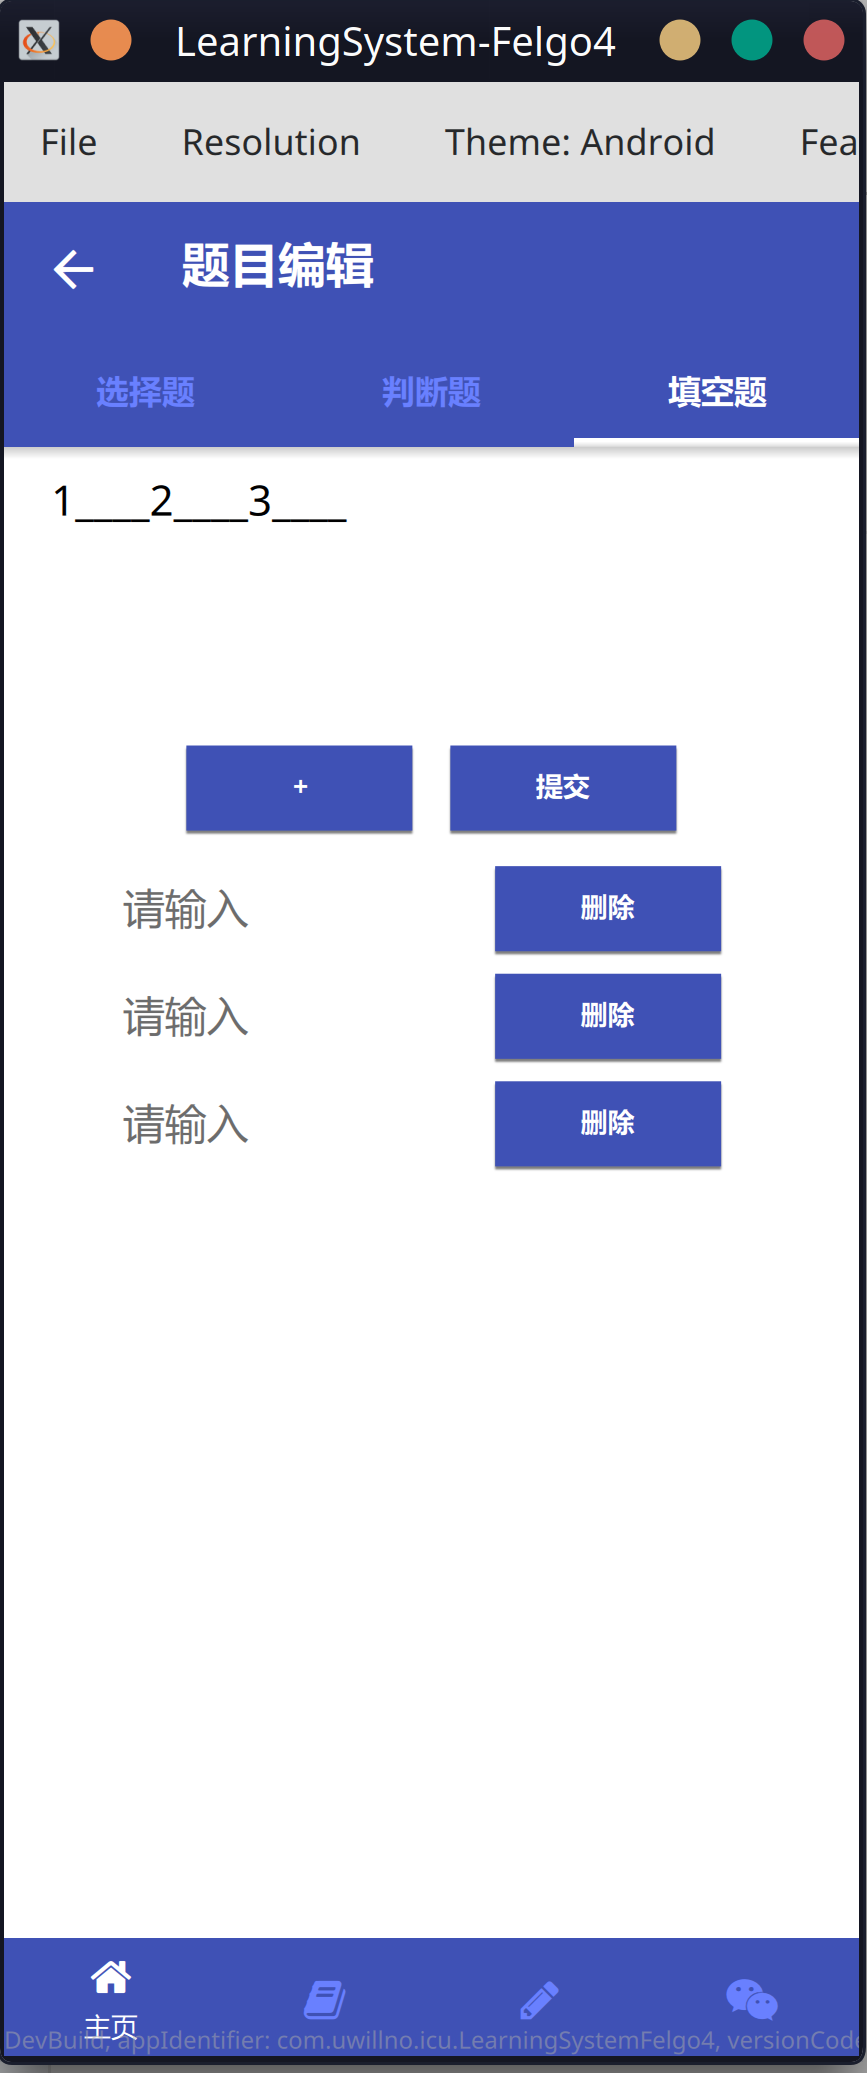 LearningSystem-Felgo4
File Resolution Theme: Android Fea
题目编辑
选择题 判断题 填空题
1____2____3____
+ 提交
请输入 删除
请输入 删除
请输入 删除
主页
DevBuild, appIdentifier: com.uwillno.icu.LearningSystemFelgo4, versionCode